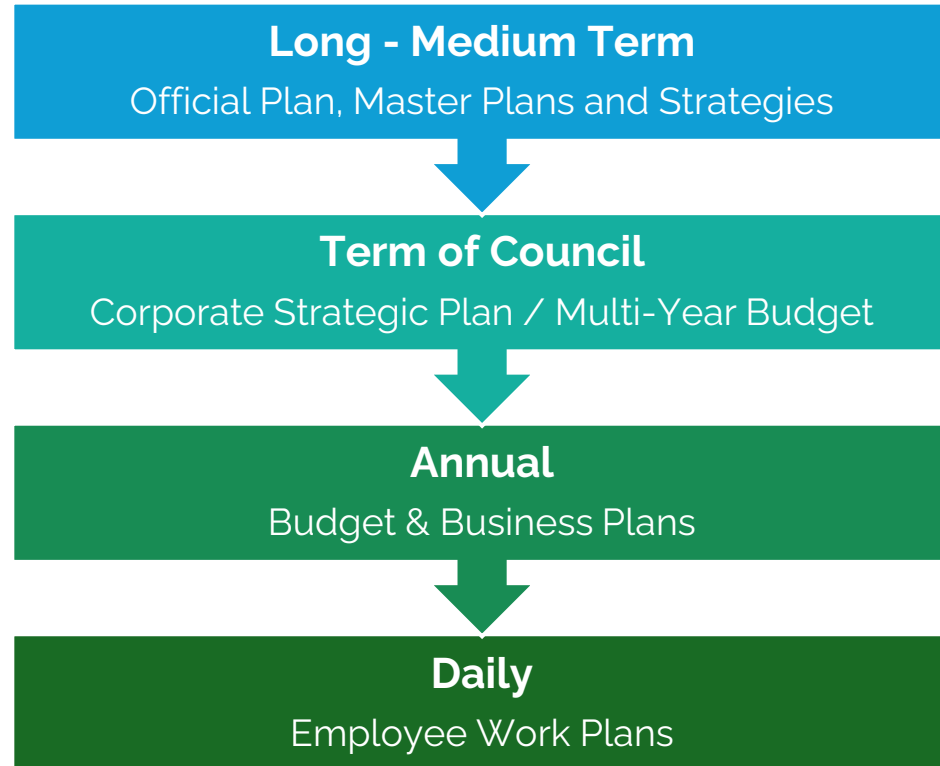 Long - Medium Term
Official Plan, Master Plans and Strategies
Term of Council
Corporate Strategic Plan / Multi-Year Budget
Annual
Budget & Business Plans
Daily
Employee Work Plans